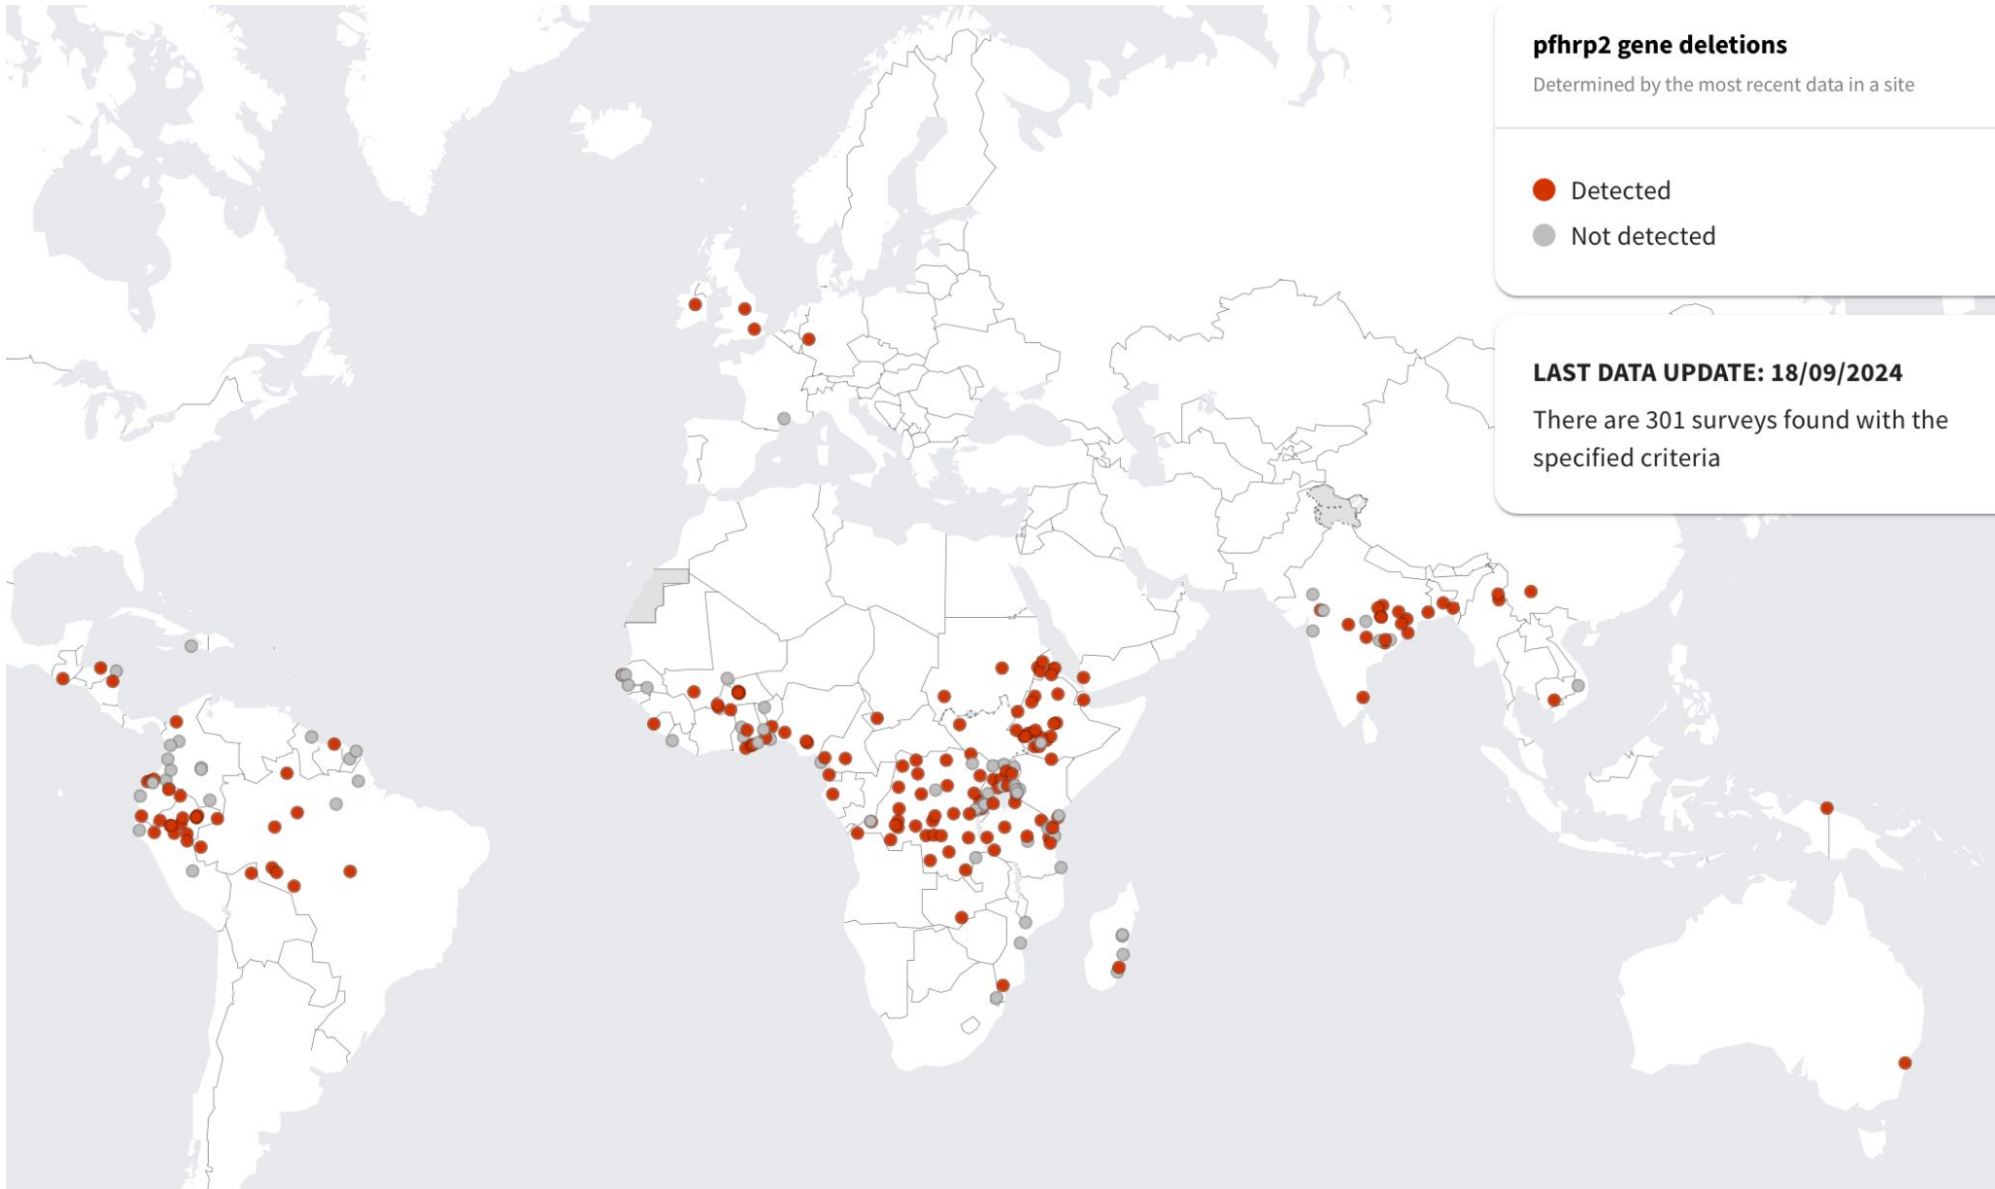 pfhrp2 gene deletions
Determined by the most recent data in a site
Detected
Not detected
LAST DATA UPDATE: 18/09/2024
There are 301 surveys found with the
specified criteria